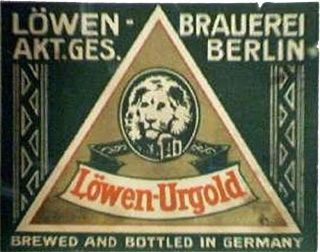 LÖWEN - BRAUEREI
AKT.GES. BERLIN
Löwen-Urgold
BREWED AND BOTTLED IN GERMANY